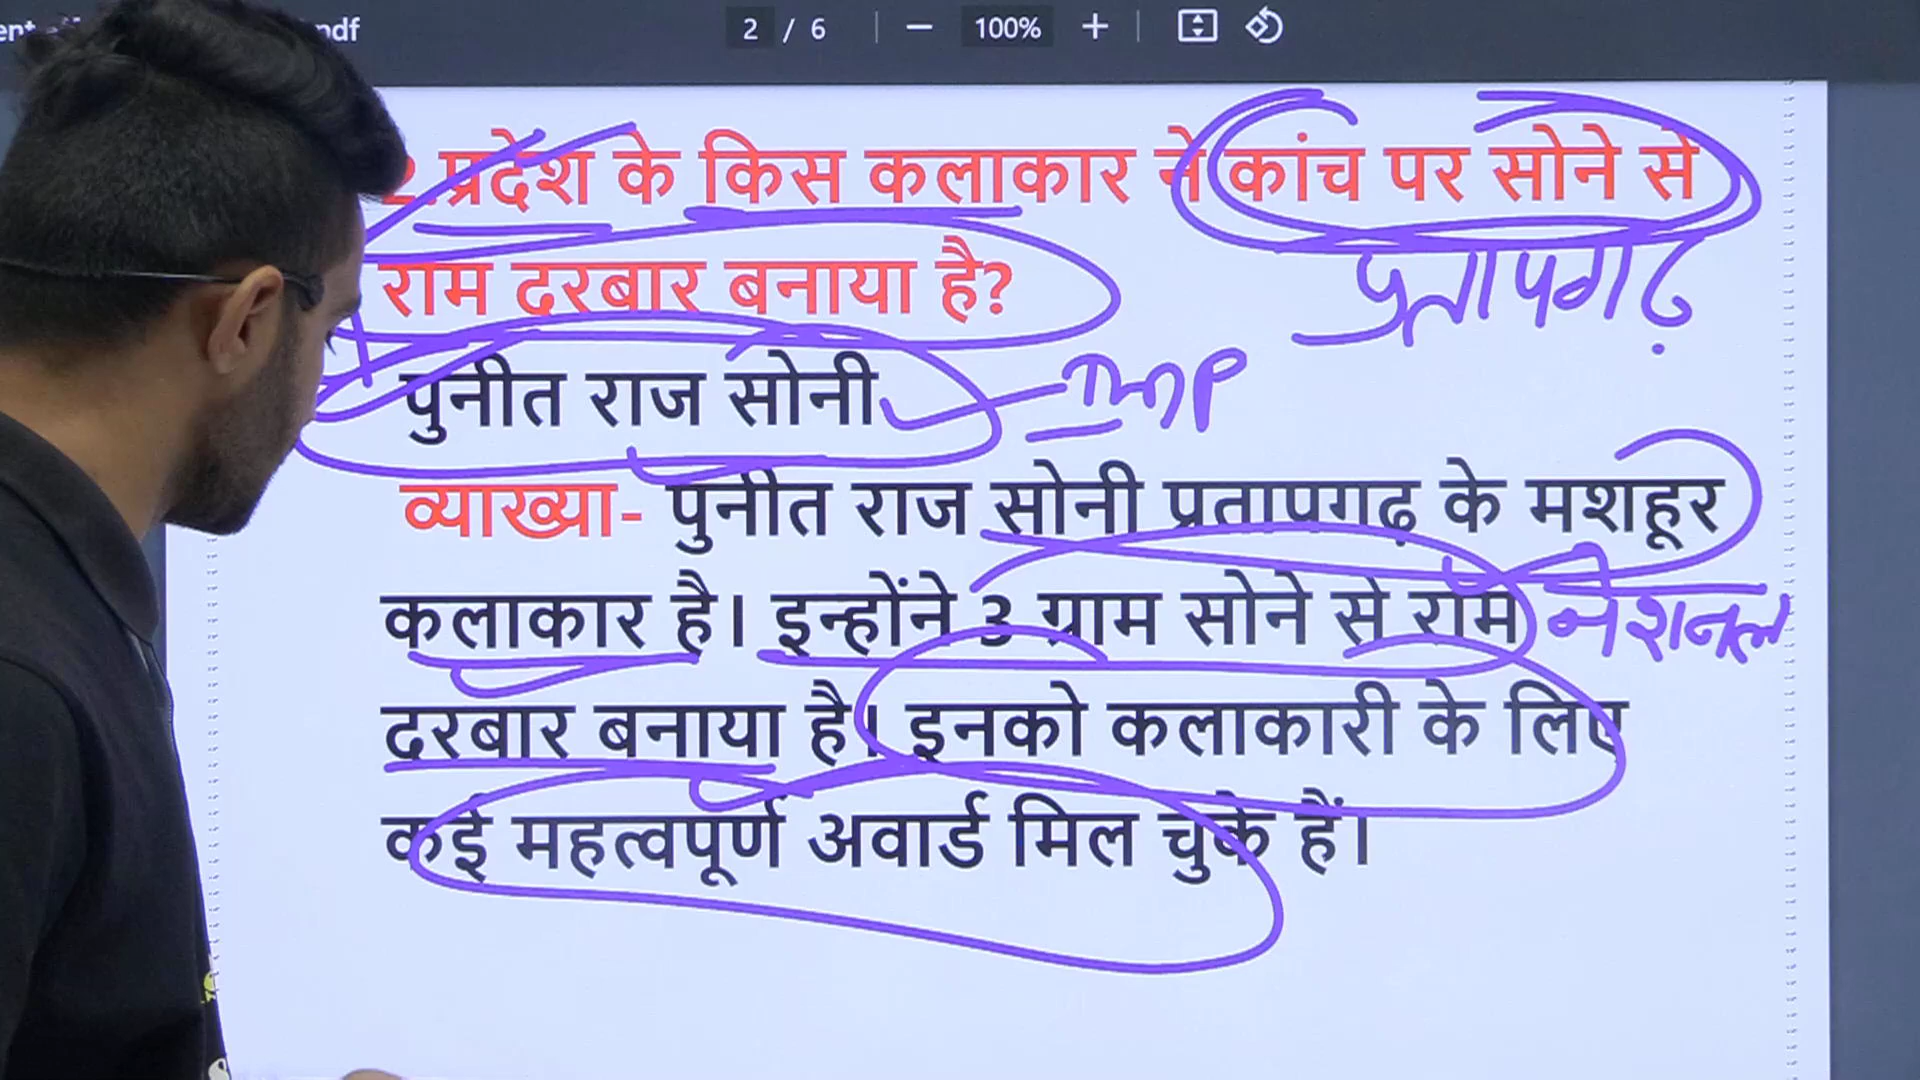 2 / 6 100%
2.प्रदेश के किस कलाकार ने कांच पर सोने से
राम दरबार बनाया है?
प्रतापगढ़
पुनीत राज सोनी
Imp
व्याख्या- पुनीत राज सोनी प्रतापगढ़ के मशहूर
कलाकार है। इन्होंने 3 ग्राम सोने से राम
नेशनल
दरबार बनाया है। इनको कलाकारी के लिए
कई महत्वपूर्ण अवार्ड मिल चुके हैं।